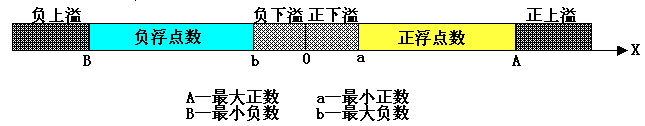 负上溢 负下溢 正下溢 正上溢
负浮点数 正浮点数
B b 0 a A X
A—最大正数 a—最小正数
B—最小负数 b—最大负数